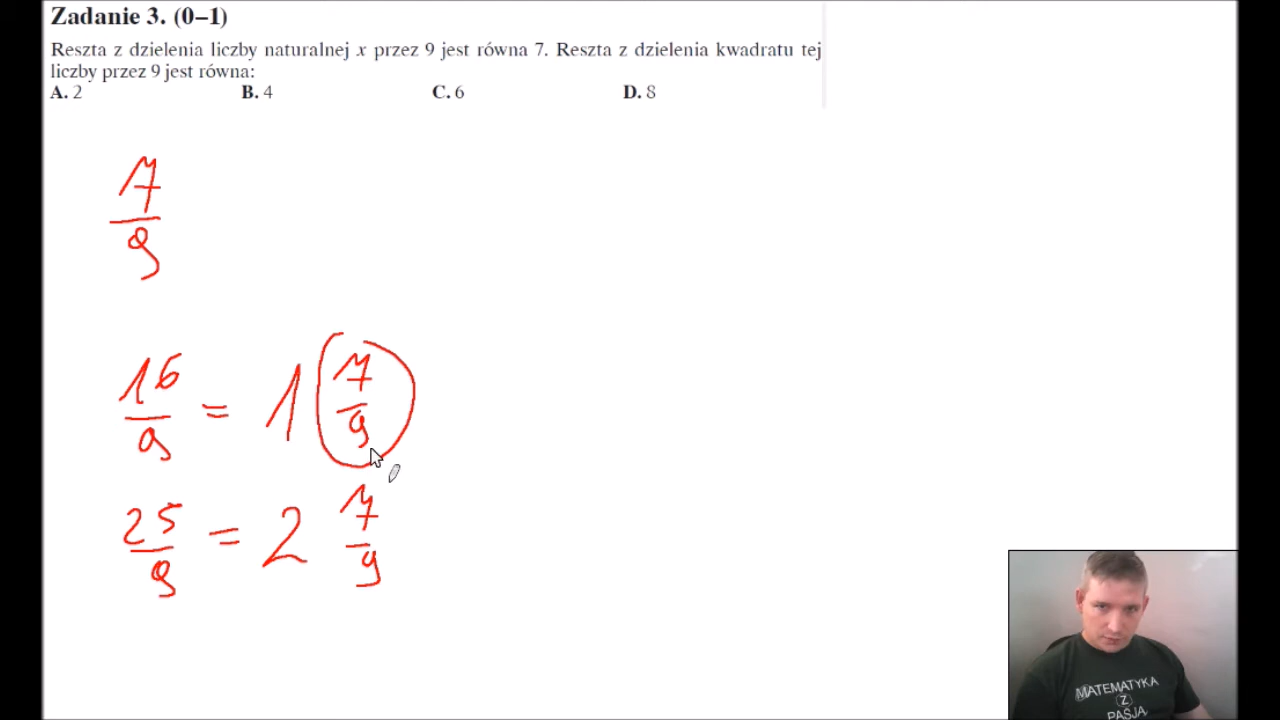 Zadanie 3. (0–1)
Reszta z dzielenia liczby naturalnej x przez 9 jest równa 7. Reszta z dzielenia kwadratu tej
liczby przez 9 jest równa:
A. 2 B. 4 C. 6 D. 8
7/9
16/9 = 1 7/9
25/9 = 2 7/9
MATEMATYKA
Z
PASJĄ